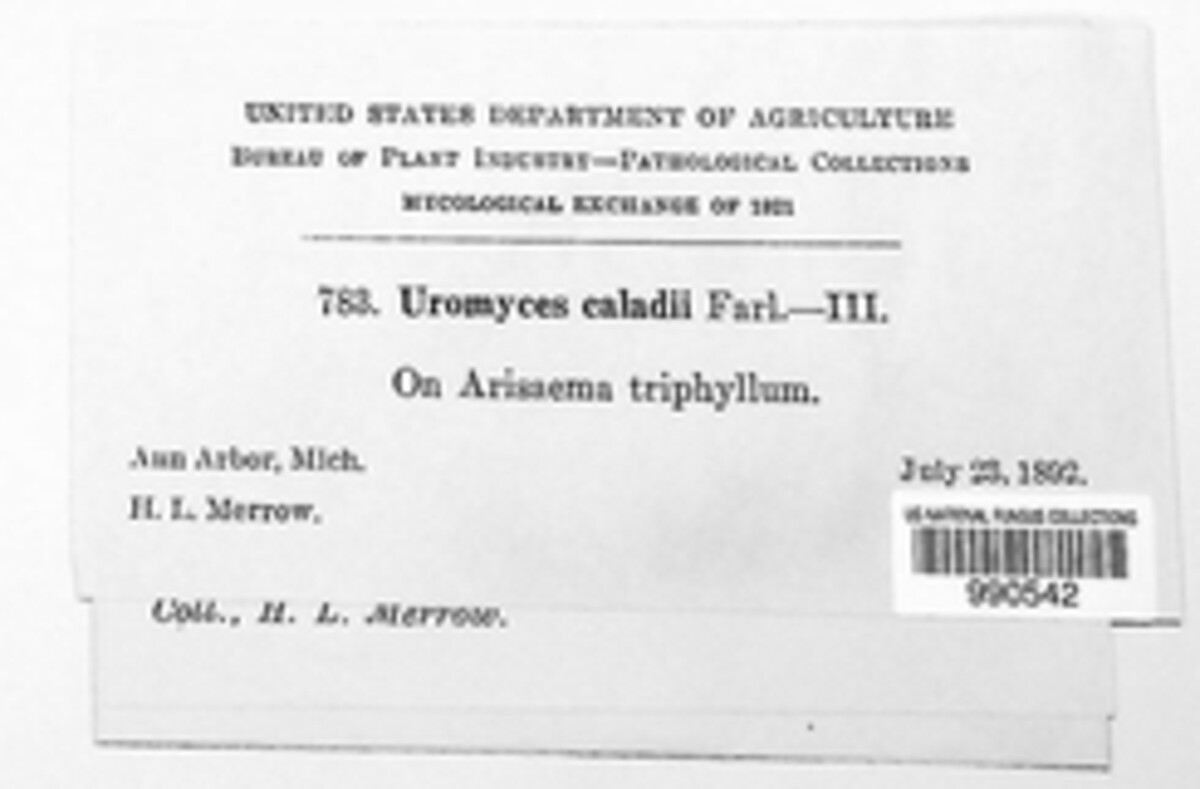 UNITED STATES DEPARTMENT OF AGRICULTURE
BUREAU OF PLANT INDUSTRY—PATHOLOGICAL COLLECTIONS
MYCOLOGICAL EXCHANGE OF 1921
783. Uromyces caladii Farl.—III.
On Arisaema triphyllum.
Ann Arbor, Mich.
July 23, 1892.
H. L. Merrow.
US NATIONAL FUNGUS COLLECTIONS
990542
Coll., H. L. Merrow.